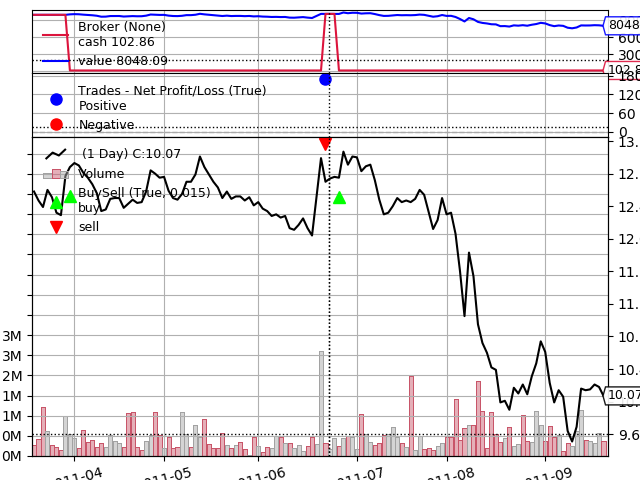 Broker (None)
cash 102.86
value 8048.09
8048
600
300
102.8
Trades - Net Profit/Loss (True)
Positive
Negative
180
120
60
0
(1 Day) C:10.07
Volume
BuySell (True, 0.015)
buy
sell
13.
12.
12.
12.
11.
11.
10.
10.
10.07
9.6
3M
3M
2M
2M
1M
1M
0M
0M
011-04
011-05
011-06
011-07
011-08
011-09